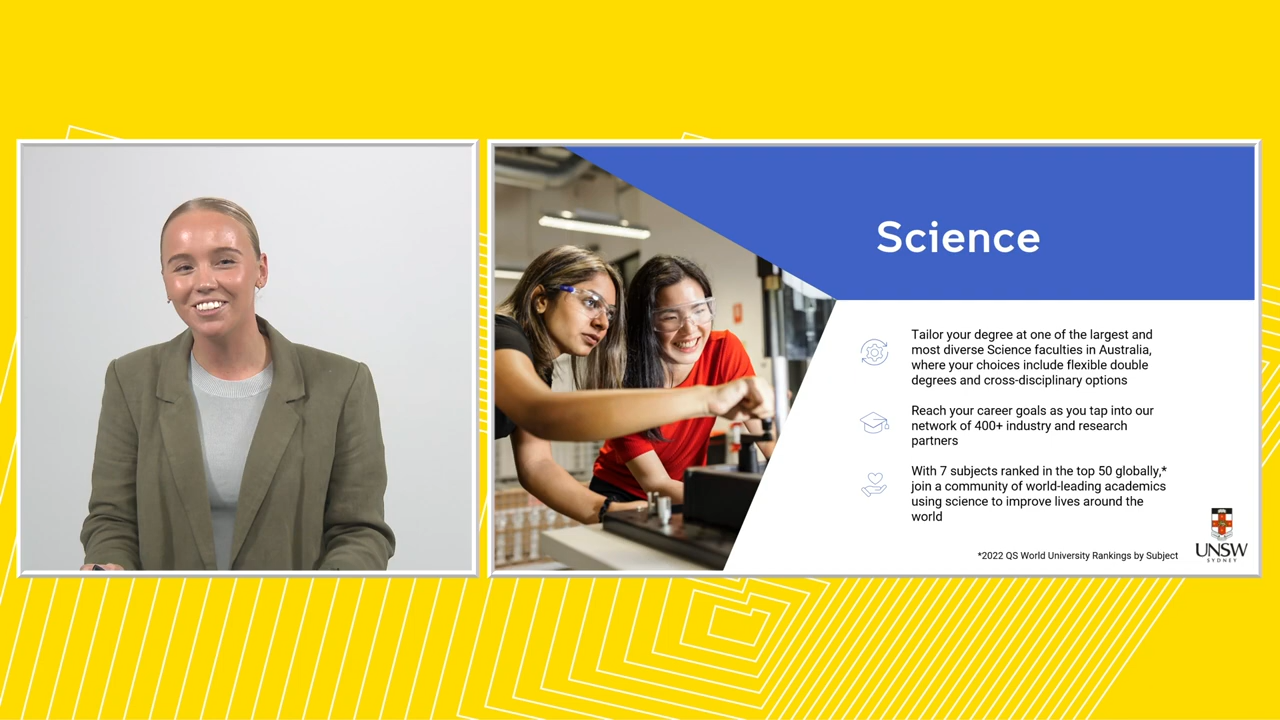 Science
Tailor your degree at one of the largest and
most diverse Science faculties in Australia,
where your choices include flexible double
degrees and cross-disciplinary options
Reach your career goals as you tap into our
network of 400+ industry and research
partners
With 7 subjects ranked in the top 50 globally,*
join a community of world-leading academics
using science to improve lives around the
world
*2022 QS World University Rankings by Subject
UNSW
SYDNEY